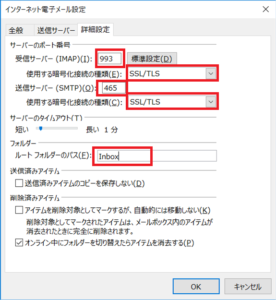 インターネット電子メール設定
全般 送信サーバー 詳細設定
サーバーのポート番号
受信サーバー (IMAP)(I): 993 標準設定(D)
使用する暗号化接続の種類(E): SSL/TLS
送信サーバー (SMTP)(O): 465
使用する暗号化接続の種類(C): SSL/TLS
サーバーのタイムアウト(T)
短い 長い 1 分
フォルダー
ルート フォルダーのパス(F): Inbox
送信済みアイテム
送信済みアイテムのコピーを保存しない(D)
削除済みアイテム
アイテムを削除対象としてマークするが、自動的には移動しない(K)
削除対象としてマークされたアイテムは、メールボックス内のアイテムが
消去されたときに完全に削除されます。
オンライン中にフォルダーを切り替えたらアイテムを消去する(P)
OK キャンセル